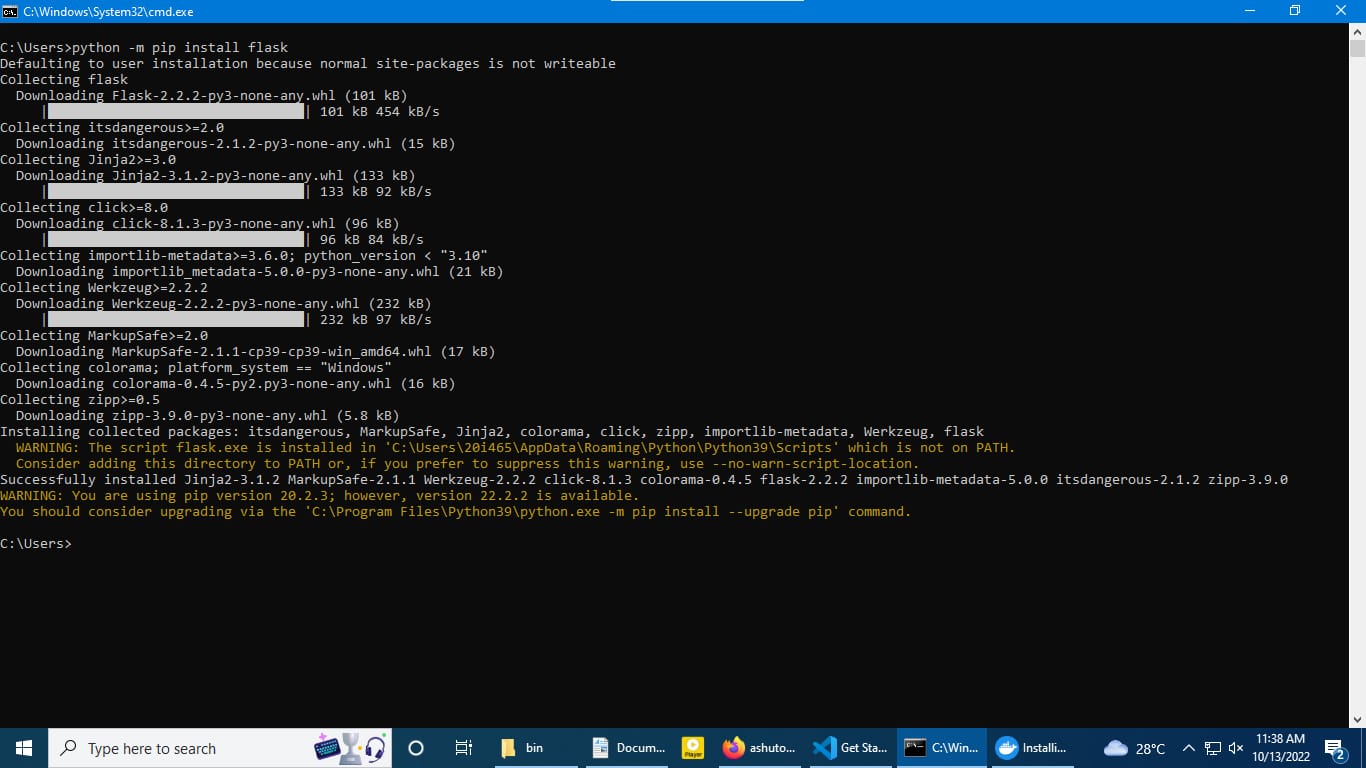 C:\Windows\System32\cmd.exe
C:\Users>python -m pip install flask
Defaulting to user installation because normal site-packages is not writeable
Collecting flask
  Downloading Flask-2.2.2-py3-none-any.whl (101 kB)
     |████████████████████████████████| 101 kB 454 kB/s
Collecting itsdangerous>=2.0
  Downloading itsdangerous-2.1.2-py3-none-any.whl (15 kB)
Collecting Jinja2>=3.0
  Downloading Jinja2-3.1.2-py3-none-any.whl (133 kB)
     |████████████████████████████████| 133 kB 92 kB/s
Collecting click>=8.0
  Downloading click-8.1.3-py3-none-any.whl (96 kB)
     |████████████████████████████████| 96 kB 84 kB/s
Collecting importlib-metadata>=3.6.0; python_version < "3.10"
  Downloading importlib_metadata-5.0.0-py3-none-any.whl (21 kB)
Collecting Werkzeug>=2.2.2
  Downloading Werkzeug-2.2.2-py3-none-any.whl (232 kB)
     |████████████████████████████████| 232 kB 97 kB/s
Collecting MarkupSafe>=2.0
  Downloading MarkupSafe-2.1.1-cp39-cp39-win_amd64.whl (17 kB)
Collecting colorama; platform_system == "Windows"
  Downloading colorama-0.4.5-py2.py3-none-any.whl (16 kB)
Collecting zipp>=0.5
  Downloading zipp-3.9.0-py3-none-any.whl (5.8 kB)
Installing collected packages: itsdangerous, MarkupSafe, Jinja2, colorama, click, zipp, importlib-metadata, Werkzeug, flask
  WARNING: The script flask.exe is installed in 'C:\Users\20i465\AppData\Roaming\Python\Python39\Scripts' which is not on PATH.
  Consider adding this directory to PATH or, if you prefer to suppress this warning, use --no-warn-script-location.
Successfully installed Jinja2-3.1.2 MarkupSafe-2.1.1 Werkzeug-2.2.2 click-8.1.3 colorama-0.4.5 flask-2.2.2 importlib-metadata-5.0.0 itsdangerous-2.1.2 zipp-3.9.0
WARNING: You are using pip version 20.2.3; however, version 22.2.2 is available.
You should consider upgrading via the 'C:\Program Files\Python39\python.exe -m pip install --upgrade pip' command.
C:\Users>
Type here to search bin Docum... Player ashuto... Get Sta... C:\Win... Installi... 28°C 11:38 AM
10/13/2022 2